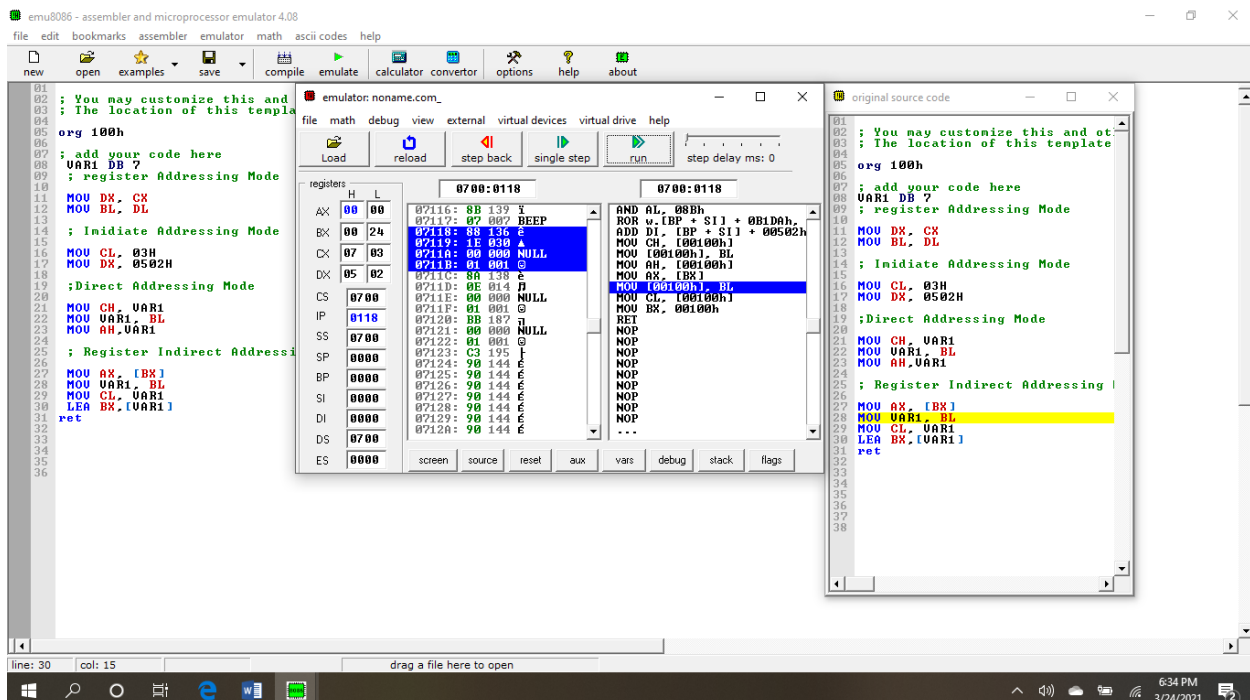 emu8086 - assembler and microprocessor emulator 4.08
file edit bookmarks assembler emulator math ascii codes help
new open examples save compile emulate calculator convertor options help about
01
02 ; You may customize this and
03 ; The location of this templa
04
05 org 100h
06
07 ; add your code here
08 VAR1 DB 7
09 ; register Addressing Mode
10
11 MOV DX, CX
12 MOV BL, DL
13
14 ; Imidiate Addressing Mode
15
16 MOV CL, 03H
17 MOV DX, 0502H
18
19 ;Direct Addressing Mode
20
21 MOV CH, VAR1
22 MOV VAR1, BL
23 MOV AH,VAR1
24
25 ; Register Indirect Addressi
26
27 MOV AX, [BX]
28 MOV VAR1, BL
29 MOV CL, VAR1
30 LEA BX,[VAR1]
31 ret
32
33
34
35
36
emulator: noname.com_
file math debug view external virtual devices virtual drive help
Load reload step back single step run step delay ms: 0
registers
H L
AX 00 00
BX 00 24
CX 07 03
DX 05 02
CS 0700
IP 0118
SS 0700
SP 0000
BP 0000
SI 0000
DI 0000
DS 0700
ES 0000
0700:0118
07116: 8B 139 ï
07117: 07 007 BEEP
07118: 88 136 ê
07119: 1E 030 ▲
0711A: 00 000 NULL
0711B: 01 001 ☺
0711C: 8A 138 è
0711D: 0E 014 ♫
0711E: 00 000 NULL
0711F: 01 001 ☺
07120: BB 187 ╗
07121: 00 000 NULL
07122: 01 001 ☺
07123: C3 195 ├
07124: 90 144 É
07125: 90 144 É
07126: 90 144 É
07127: 90 144 É
07128: 90 144 É
07129: 90 144 É
0712A: 90 144 É
0700:0118
AND AL, 08Bh
ROR w.[BP + SI] + 0B1DAh,
ADD DI, [BP + SI] + 00502h
MOV CH, [00100h]
MOV [00100h], BL
MOV AH, [00100h]
MOV AX, [BX]
MOV [00100h], BL
MOV CL, [00100h]
MOV BX, 00100h
RET
NOP
NOP
NOP
NOP
NOP
NOP
NOP
NOP
NOP
...
screen source reset aux vars debug stack flags
original source code
01
02 ; You may customize this and ot
03 ; The location of this template
04
05 org 100h
06
07 ; add your code here
08 VAR1 DB 7
09 ; register Addressing Mode
10
11 MOV DX, CX
12 MOV BL, DL
13
14 ; Imidiate Addressing Mode
15
16 MOV CL, 03H
17 MOV DX, 0502H
18
19 ;Direct Addressing Mode
20
21 MOV CH, VAR1
22 MOV VAR1, BL
23 MOV AH,VAR1
24
25 ; Register Indirect Addressing
26
27 MOV AX, [BX]
28 MOV VAR1, BL
29 MOV CL, VAR1
30 LEA BX,[VAR1]
31 ret
32
33
34
35
36
37
38
line: 30 col: 15 drag a file here to open
6:34 PM
3/24/2021
2